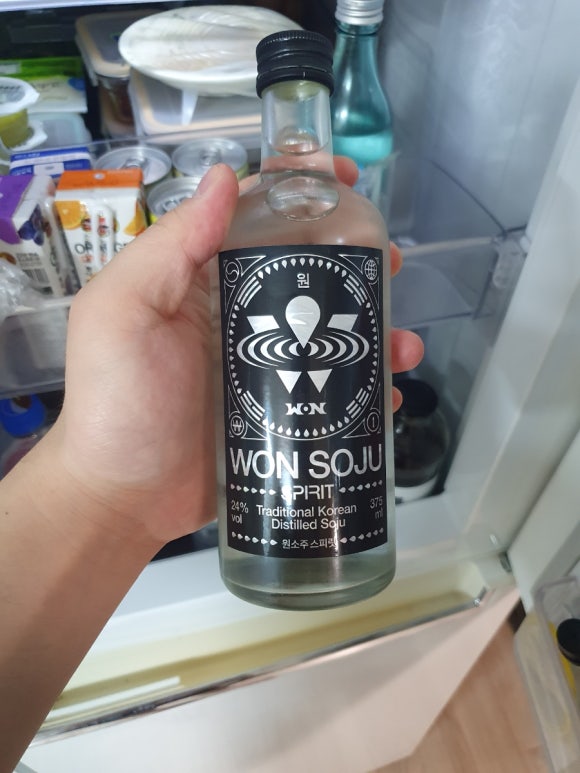 원
W·N
WON SOJU
SPIRIT
24% vol
Traditional Korean
Distilled Soju
375 ml
원소주 스피릿